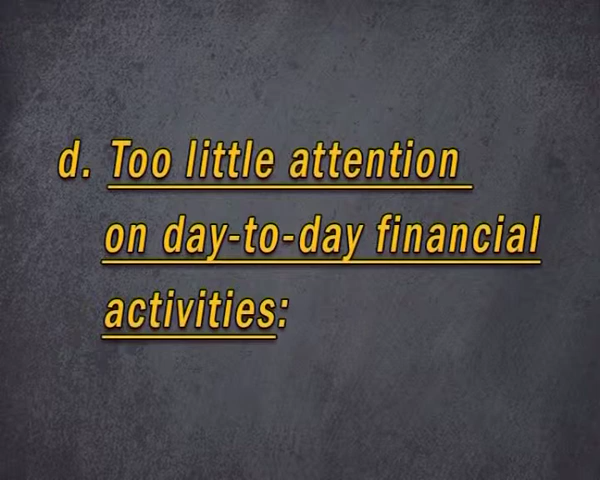 d. Too little attention
on day-to-day financial
activities: